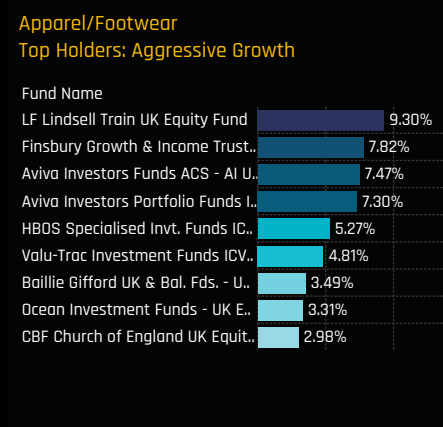 Apparel/Footwear
Top Holders: Aggressive Growth
Fund Name
LF Lindsell Train UK Equity Fund 9.30%
Finsbury Growth & Income Trust.. 7.82%
Aviva Investors Funds ACS - AI U.. 7.47%
Aviva Investors Portfolio Funds I.. 7.30%
HBOS Specialised Invt. Funds IC.. 5.27%
Valu-Trac Investment Funds ICV.. 4.81%
Baillie Gifford UK & Bal. Fds. - U.. 3.49%
Ocean Investment Funds - UK E.. 3.31%
CBF Church of England UK Equit.. 2.98%